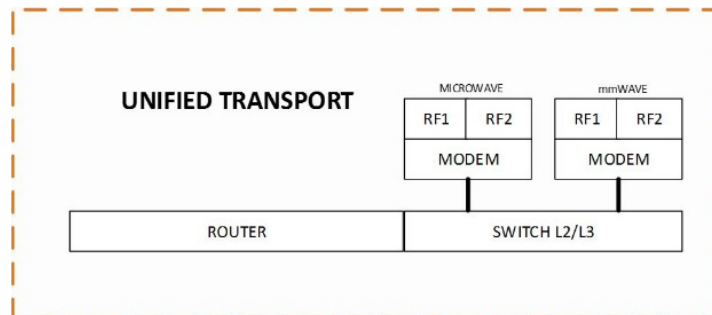 MICROWAVE
mmWAVE
UNIFIED TRANSPORT
RF1 RF2 RF1 RF2
MODEM MODEM
ROUTER SWITCH L2/L3